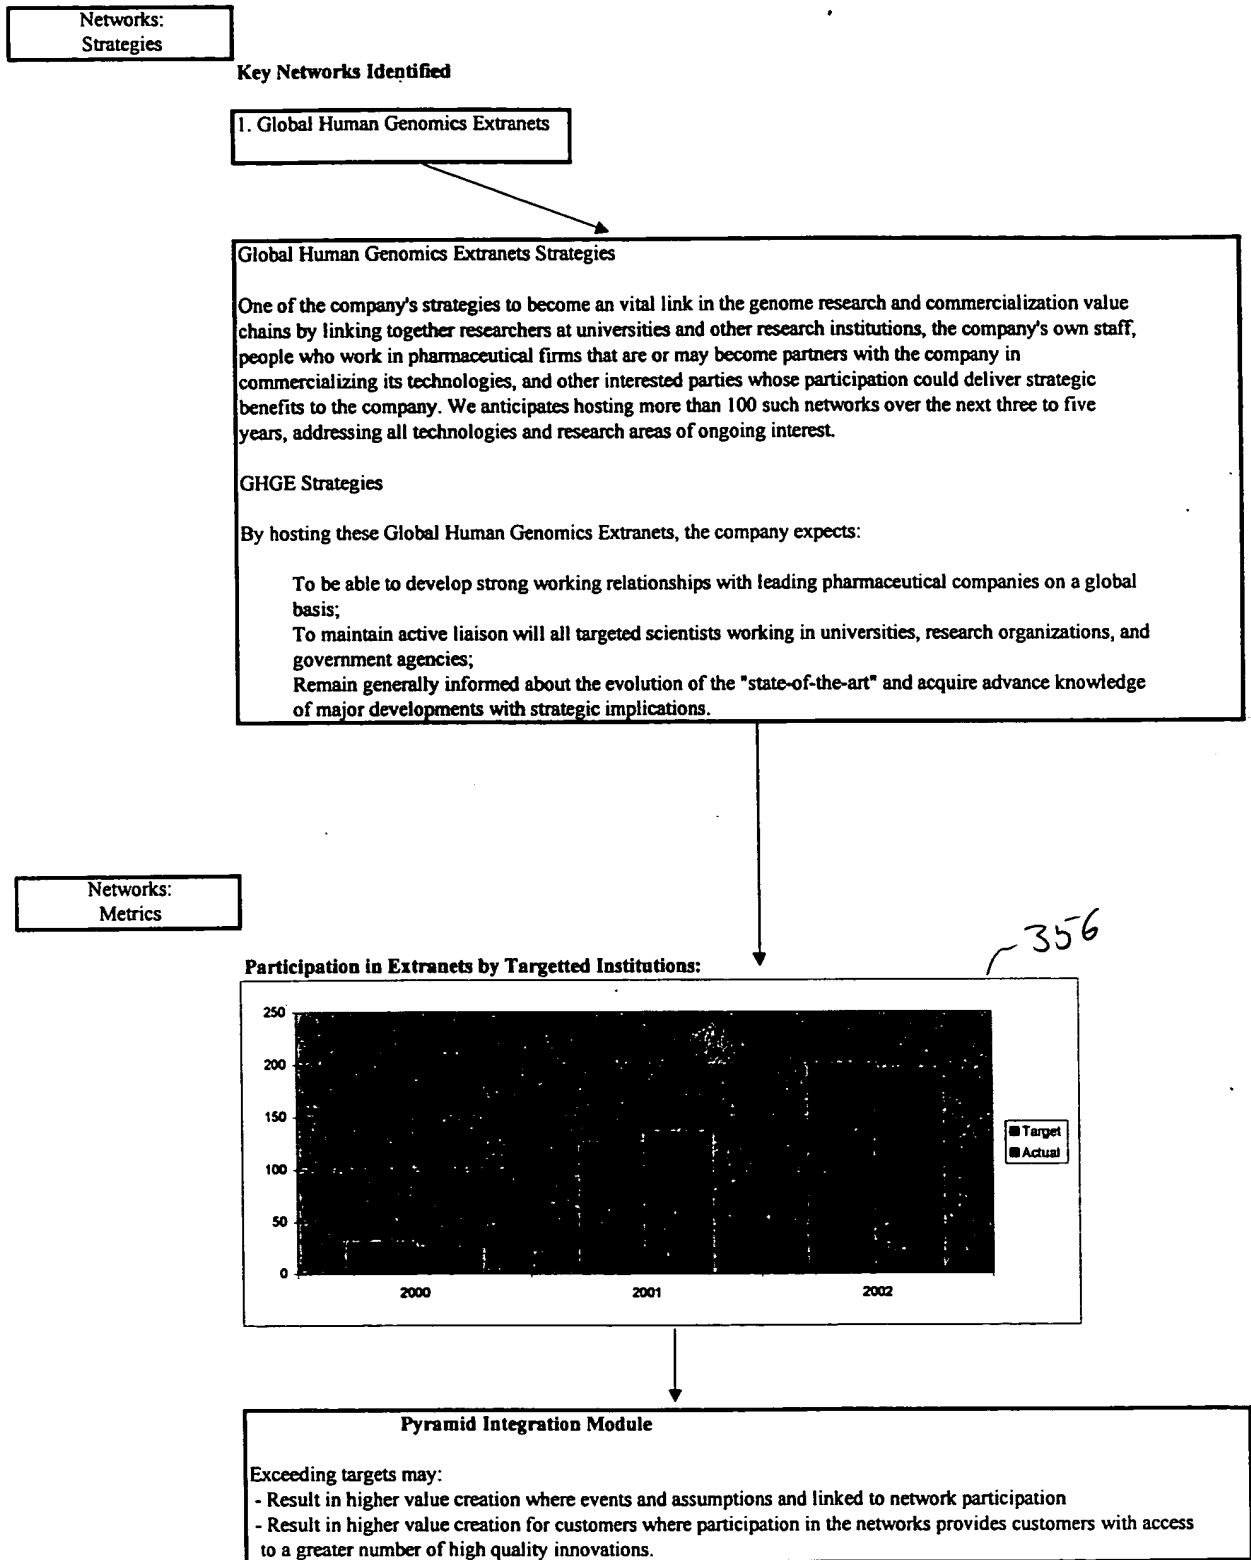 Networks:
Strategies
Key Networks Identified
1. Global Human Genomics Extranets
Global Human Genomics Extranets Strategies
One of the company's strategies to become an vital link in the genome research and commercialization value
chains by linking together researchers at universities and other research institutions, the company's own staff,
people who work in pharmaceutical firms that are or may become partners with the company in
commercializing its technologies, and other interested parties whose participation could deliver strategic
benefits to the company. We anticipates hosting more than 100 such networks over the next three to five
years, addressing all technologies and research areas of ongoing interest.
GHGE Strategies
By hosting these Global Human Genomics Extranets, the company expects:
To be able to develop strong working relationships with leading pharmaceutical companies on a global
basis;
To maintain active liaison will all targeted scientists working in universities, research organizations, and
government agencies;
Remain generally informed about the evolution of the "state-of-the-art" and acquire advance knowledge
of major developments with strategic implications.
Networks:
Metrics
356
Participation in Extranets by Targetted Institutions:
250
200
150
100
50
0
2000
2001
2002
Target
Actual
Pyramid Integration Module
Exceeding targets may:
- Result in higher value creation where events and assumptions and linked to network participation
- Result in higher value creation for customers where participation in the networks provides customers with access
to a greater number of high quality innovations.